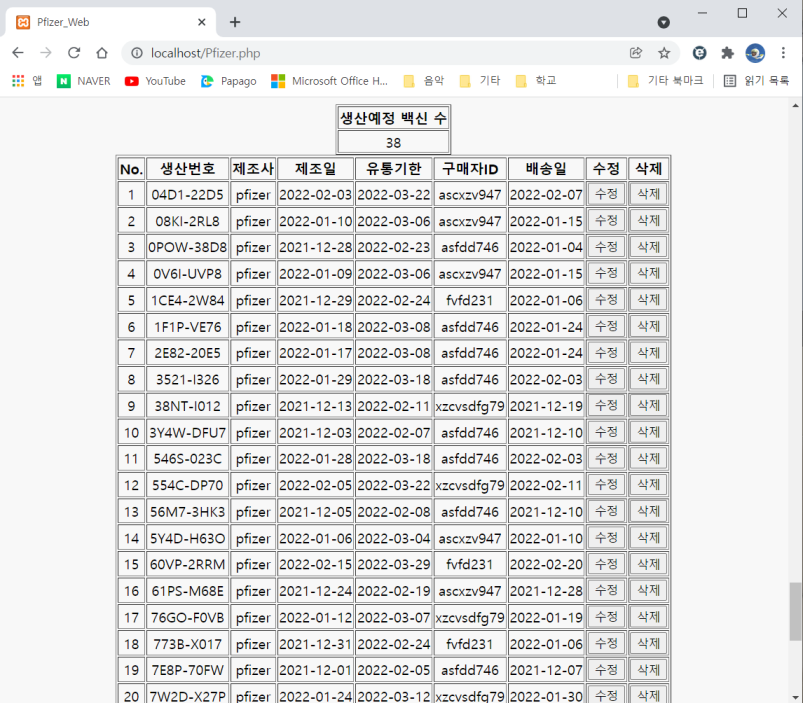 Pfizer_Web
localhost/Pfizer.php
앱 NAVER YouTube Papago Microsoft Office H... 음악 기타 학교 기타 북마크 읽기 목록
생산예정 백신 수
38
No. 생산번호 제조사 제조일 유통기한 구매자ID 배송일 수정 삭제
1 04D1-22D5 pfizer 2022-02-03 2022-03-22 ascxzv947 2022-02-07 수정 삭제
2 08KI-2RL8 pfizer 2022-01-10 2022-03-06 ascxzv947 2022-01-15 수정 삭제
3 0POW-38D8 pfizer 2021-12-28 2022-02-23 asfdd746 2022-01-04 수정 삭제
4 0V6I-UVP8 pfizer 2022-01-09 2022-03-06 ascxzv947 2022-01-15 수정 삭제
5 1CE4-2W84 pfizer 2021-12-29 2022-02-24 fvfd231 2022-01-06 수정 삭제
6 1F1P-VE76 pfizer 2022-01-18 2022-03-08 asfdd746 2022-01-24 수정 삭제
7 2E82-20E5 pfizer 2022-01-17 2022-03-08 asfdd746 2022-01-24 수정 삭제
8 3521-I326 pfizer 2022-01-29 2022-03-18 asfdd746 2022-02-03 수정 삭제
9 38NT-I012 pfizer 2021-12-13 2022-02-11 xzcvsdfg79 2021-12-19 수정 삭제
10 3Y4W-DFU7 pfizer 2021-12-03 2022-02-07 asfdd746 2021-12-10 수정 삭제
11 546S-023C pfizer 2022-01-28 2022-03-18 asfdd746 2022-02-03 수정 삭제
12 554C-DP70 pfizer 2022-02-05 2022-03-22 xzcvsdfg79 2022-02-11 수정 삭제
13 56M7-3HK3 pfizer 2021-12-05 2022-02-08 asfdd746 2021-12-10 수정 삭제
14 5Y4D-H63O pfizer 2022-01-06 2022-03-04 ascxzv947 2022-01-10 수정 삭제
15 60VP-2RRM pfizer 2022-02-15 2022-03-29 fvfd231 2022-02-20 수정 삭제
16 61PS-M68E pfizer 2021-12-24 2022-02-19 ascxzv947 2021-12-28 수정 삭제
17 76GO-F0VB pfizer 2022-01-12 2022-03-07 xzcvsdfg79 2022-01-19 수정 삭제
18 773B-X017 pfizer 2021-12-31 2022-02-24 fvfd231 2022-01-06 수정 삭제
19 7E8P-70FW pfizer 2021-12-01 2022-02-05 asfdd746 2021-12-07 수정 삭제
20 7W2D-X27P pfizer 2022-01-24 2022-03-12 xzcvsdfg79 2022-01-30 수정 삭제